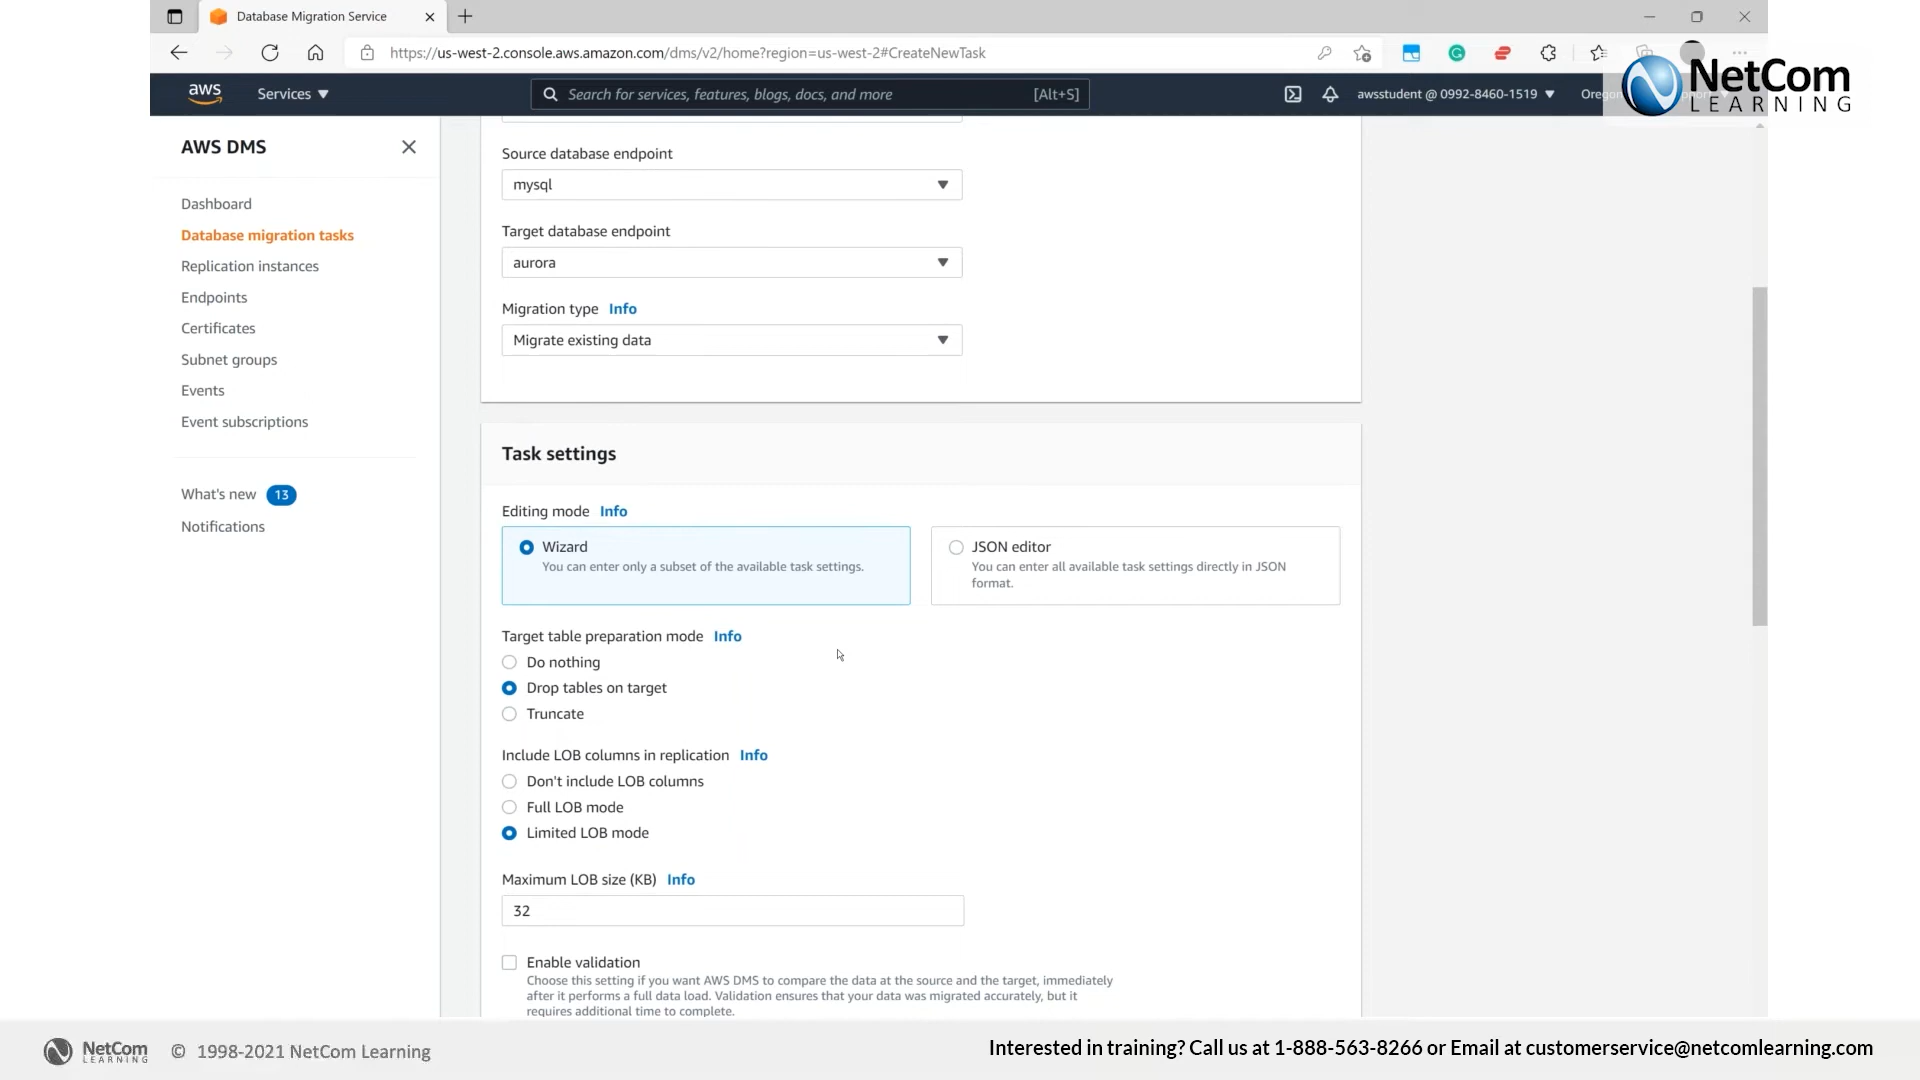 Database Migration Service
https://us-west-2.console.aws.amazon.com/dms/v2/home?region=us-west-2#CreateNewTask
aws
Services
Search for services, features, blogs, docs, and more
[Alt+S]
awsstudent @ 0992-8460-1519
NetCom
LEARNING
AWS DMS
Dashboard
Database migration tasks
Replication instances
Endpoints
Certificates
Subnet groups
Events
Event subscriptions
What's new 13
Notifications
Source database endpoint
mysql
Target database endpoint
aurora
Migration type Info
Migrate existing data
Task settings
Editing mode Info
Wizard
You can enter only a subset of the available task settings.
JSON editor
You can enter all available task settings directly in JSON
format.
Target table preparation mode Info
Do nothing
Drop tables on target
Truncate
Include LOB columns in replication Info
Don't include LOB columns
Full LOB mode
Limited LOB mode
Maximum LOB size (KB) Info
32
Enable validation
Choose this setting if you want AWS DMS to compare the data at the source and the target, immediately
after it performs a full data load. Validation ensures that your data was migrated accurately, but it
requires additional time to complete.
NetCom
LEARNING
© 1998-2021 NetCom Learning
Interested in training? Call us at 1-888-563-8266 or Email at customerservice@netcomlearning.com